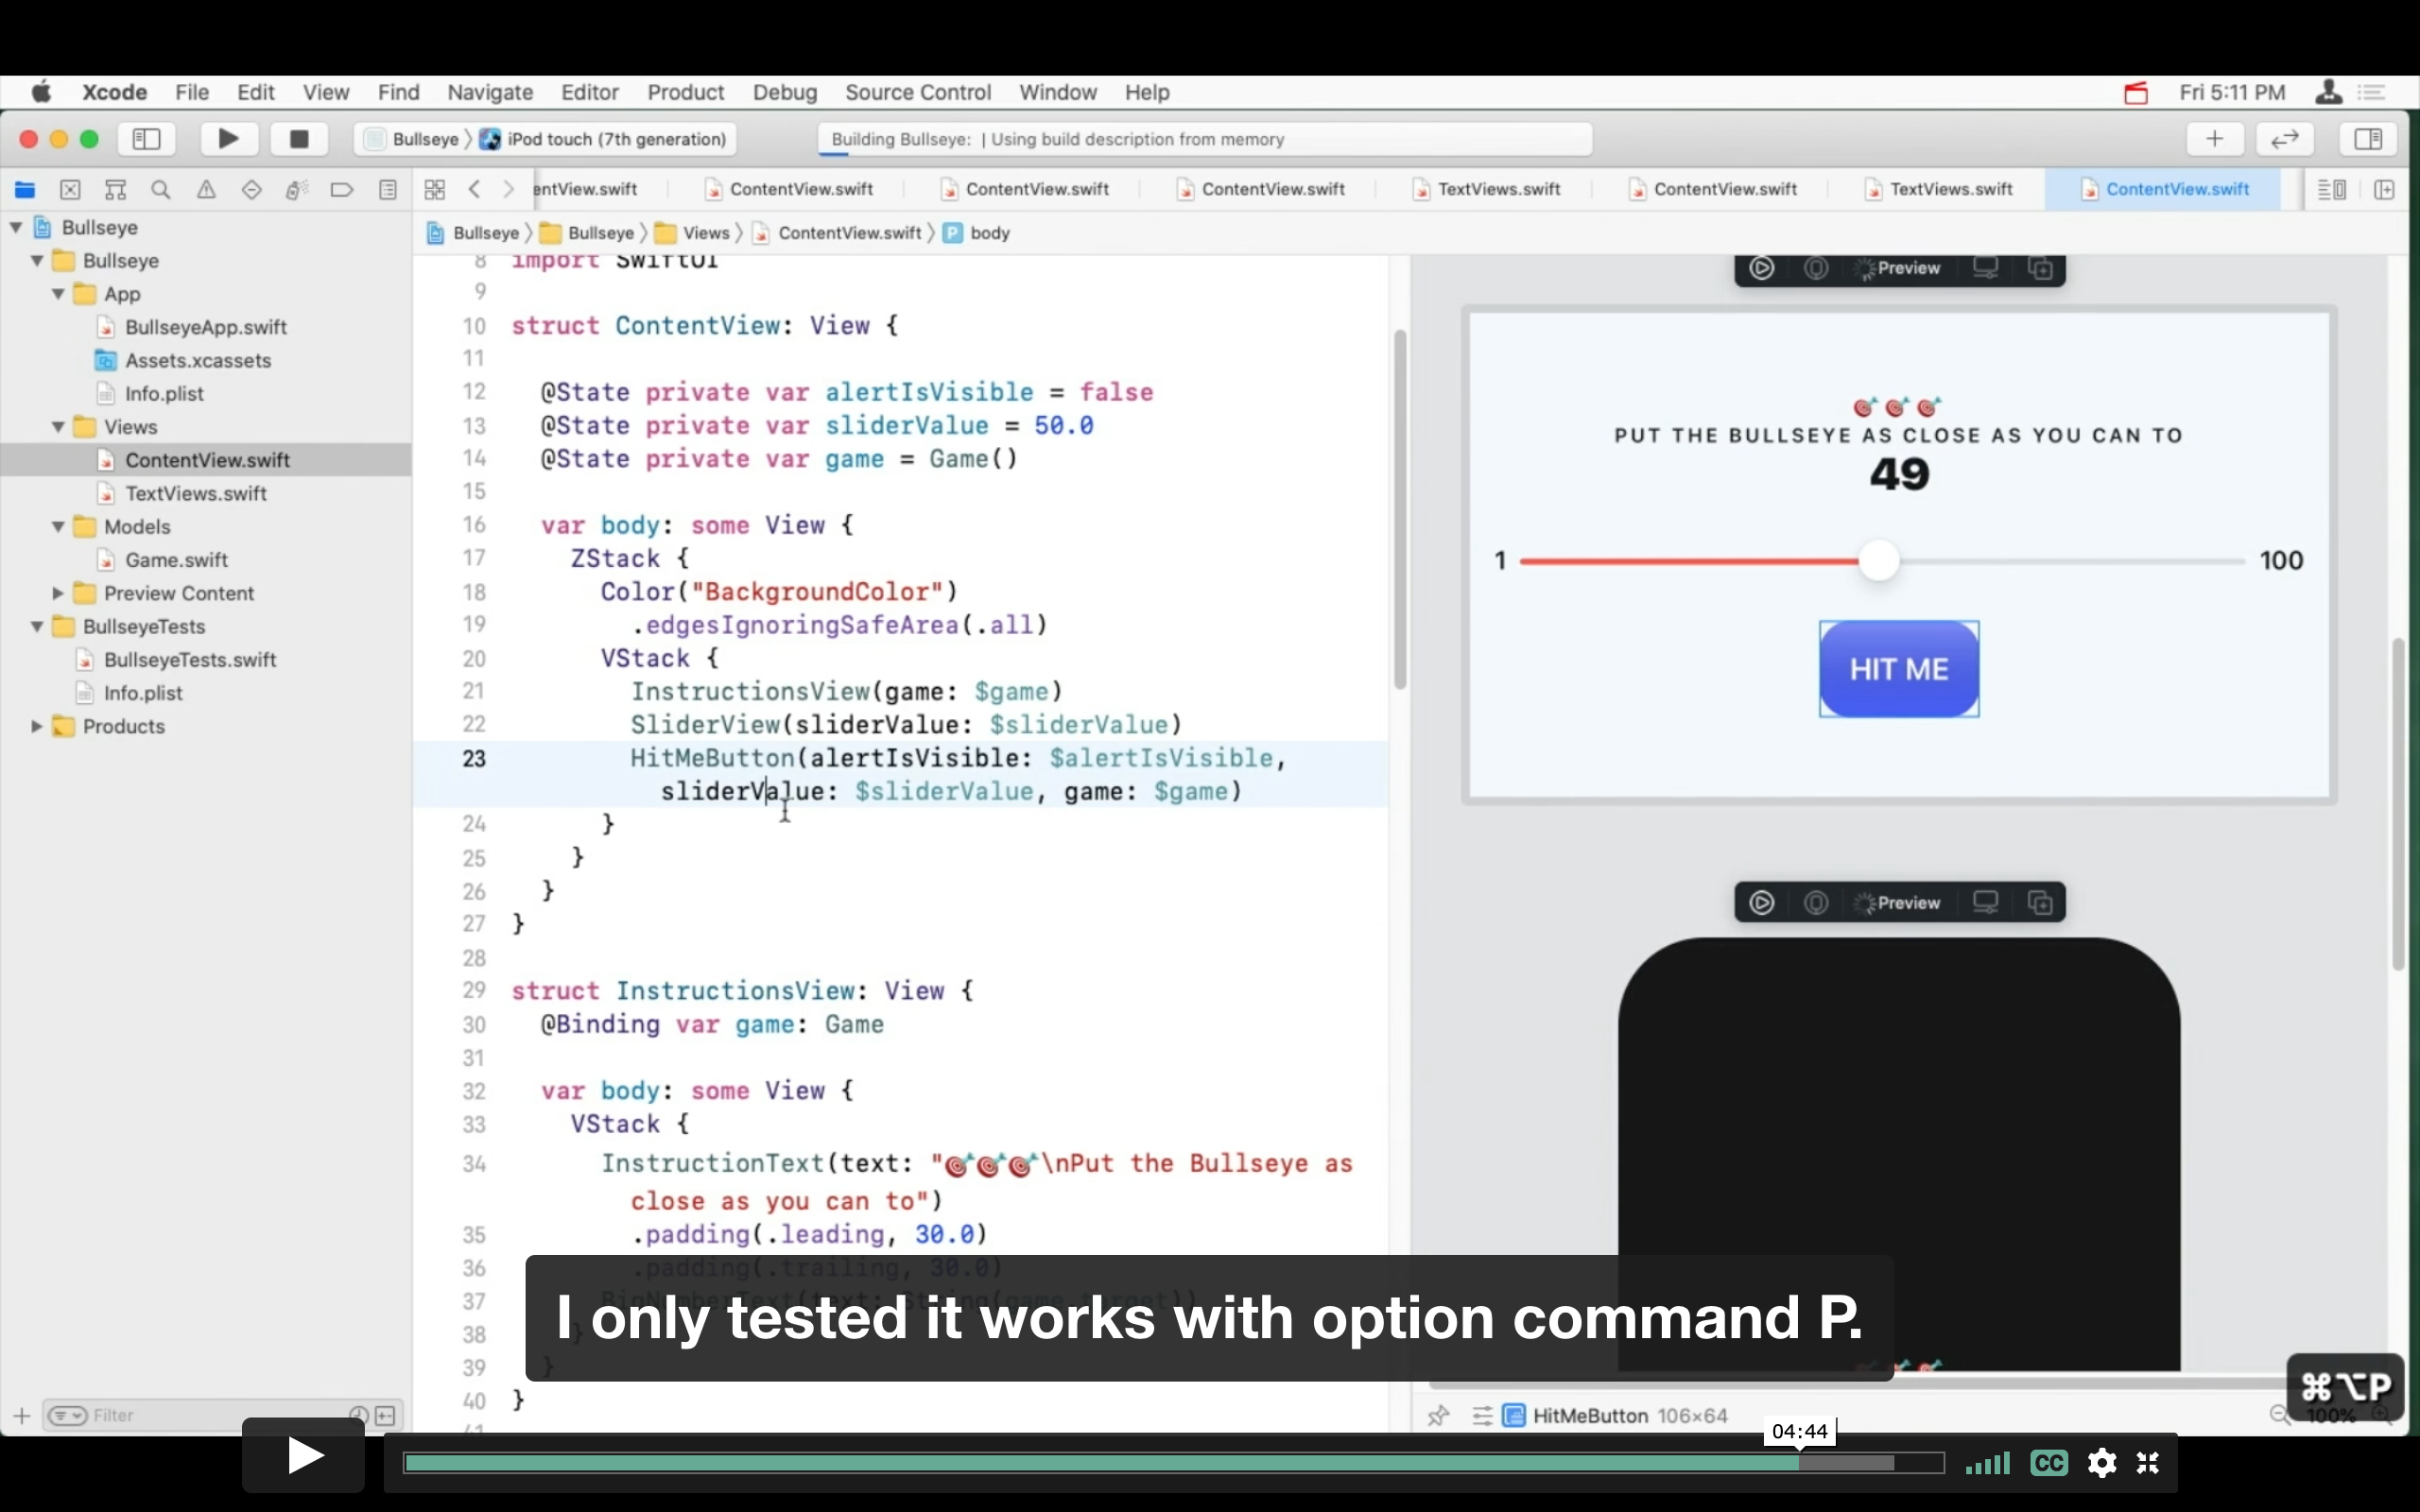 Xcode File Edit View Find Navigate Editor Product Debug Source Control Window Help Fri 5:11 PM
Bullseye 〉 iPod touch (7th generation) Building Bullseye: | Using build description from memory
entView.swift ContentView.swift ContentView.swift ContentView.swift TextViews.swift ContentView.swift TextViews.swift ContentView.swift
Bullseye 〉 Bullseye 〉 Views 〉 ContentView.swift 〉 P body
Bullseye
Bullseye
App
BullseyeApp.swift
Assets.xcassets
Info.plist
Views
ContentView.swift
TextViews.swift
Models
Game.swift
Preview Content
BullseyeTests
BullseyeTests.swift
Info.plist
Products
Filter
8 import SwiftUI
9
10 struct ContentView: View {
11
12 @State private var alertIsVisible = false
13 @State private var sliderValue = 50.0
14 @State private var game = Game()
15
16 var body: some View {
17 ZStack {
18 Color("BackgroundColor")
19 .edgesIgnoringSafeArea(.all)
20 VStack {
21 InstructionsView(game: $game)
22 SliderView(sliderValue: $sliderValue)
23 HitMeButton(alertIsVisible: $alertIsVisible,
sliderValue: $sliderValue, game: $game)
24 }
25 }
26 }
27 }
28
29 struct InstructionsView: View {
30 @Binding var game: Game
31
32 var body: some View {
33 VStack {
34 InstructionText(text: "🎯🎯🎯\nPut the Bullseye as
close as you can to")
35 .padding(.leading, 30.0)
36 .padding(.trailing, 30.0)
37
38 }
39 }
40 }
Preview
🎯🎯🎯
PUT THE BULLSEYE AS CLOSE AS YOU CAN TO
49
1 100
HIT ME
Preview
I only tested it works with option command P.
⌘⌥P
HitMeButton 106×64 100%
04:44
CC